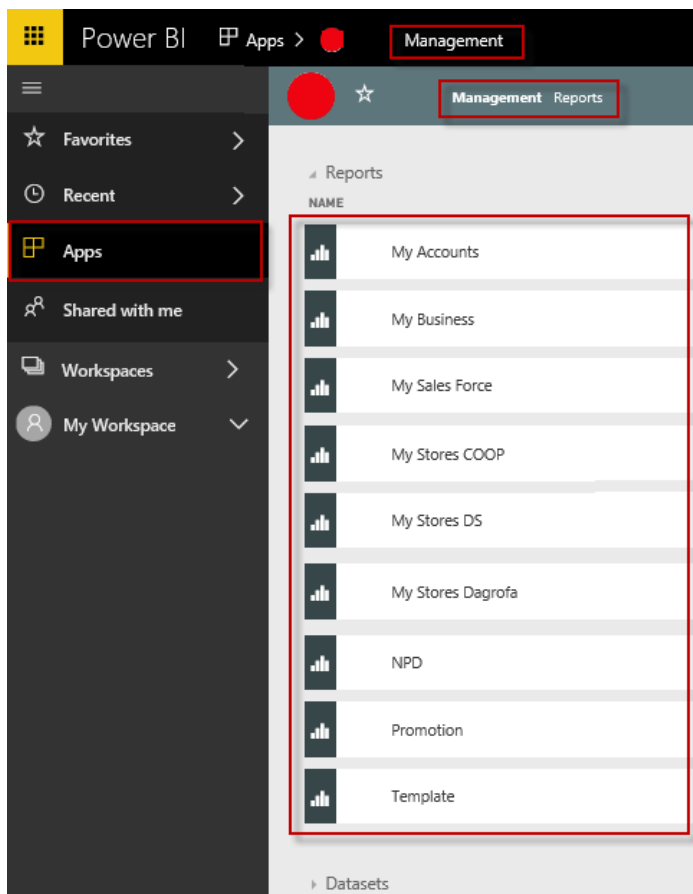 Power BI
Apps >
Management
Management Reports
Favorites
Recent
Apps
Shared with me
Workspaces
My Workspace
Reports
NAME
My Accounts
My Business
My Sales Force
My Stores COOP
My Stores DS
My Stores Dagrofa
NPD
Promotion
Template
Datasets